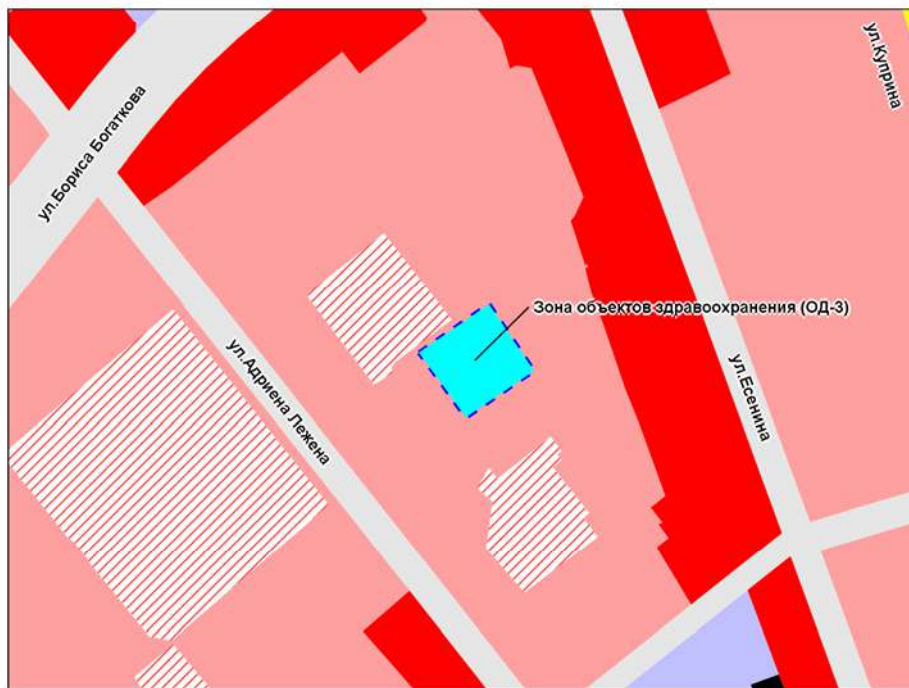 ул.Куприна
ул.Бориса Богаткова
Зона объектов здравоохранения (ОД-3)
ул.Адриена Лежена
ул.Есенина